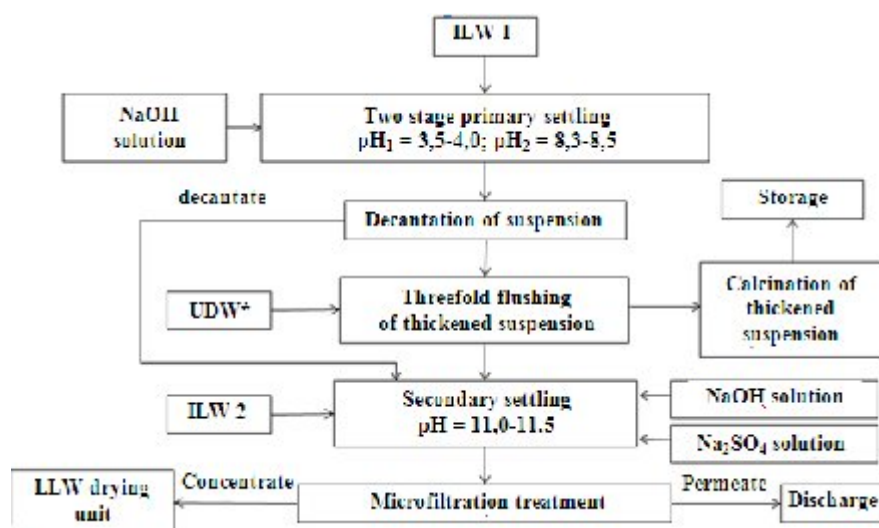 ILW 1
NaOH
solution
Two stage primary settling
pH₁ = 3,5-4,0; pH₂ = 8,3-8,5
decantate
Decantation of suspension
Storage
UDW*
Threefold flushing
of thickened suspension
Calcination of
thickened
suspension
ILW 2
Secondary settling
pH = 11,0-11.5
NaOH solution
Na₂SO₄ solution
LLW drying
unit
Concentrate
Microfiltration treatment
Permeate
Discharge